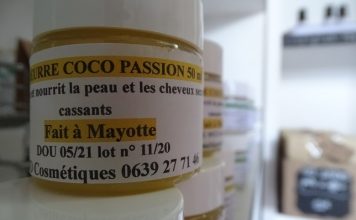 BEURRE COCO PASSION 50 m
et nourrit la peau et les cheveux
cassants
Fait à Mayotte
DOU 05/21 lot n° 11/20
Cosmétiques 0639 27 71 46